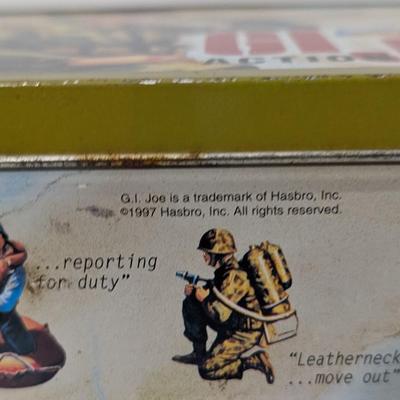 ACTIO
G.I. Joe is a trademark of Hasbro, Inc.
©1997 Hasbro, Inc. All rights reserved.
...reporting
for duty"
"Leatherneck
...move out"